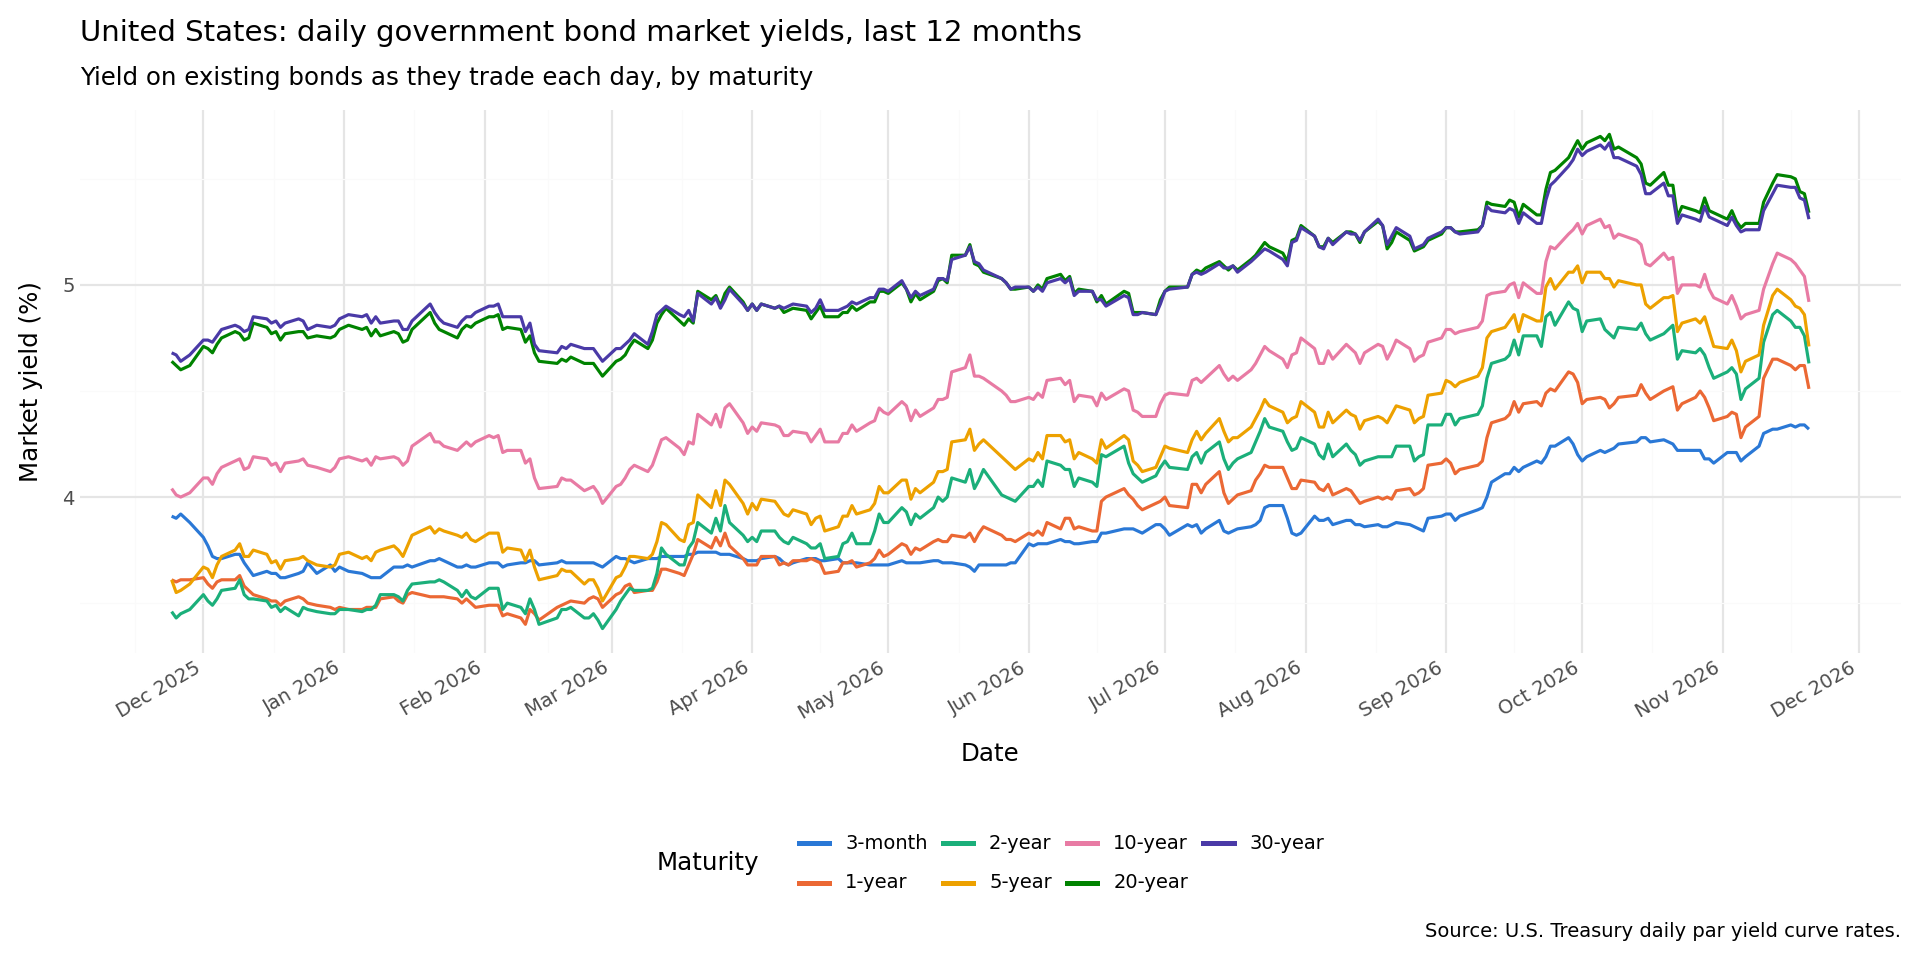 United States: daily government bond market yields, last 12 months
Yield on existing bonds as they trade each day, by maturity
Market yield (%)
5
4
Dec 2025
Jan 2026
Feb 2026
Mar 2026
Apr 2026
May 2026
Jun 2026
Jul 2026
Aug 2026
Sep 2026
Oct 2026
Nov 2026
Dec 2026
Date
Maturity
3-month
2-year
10-year
30-year
1-year
5-year
20-year
Source: U.S. Treasury daily par yield curve rates.